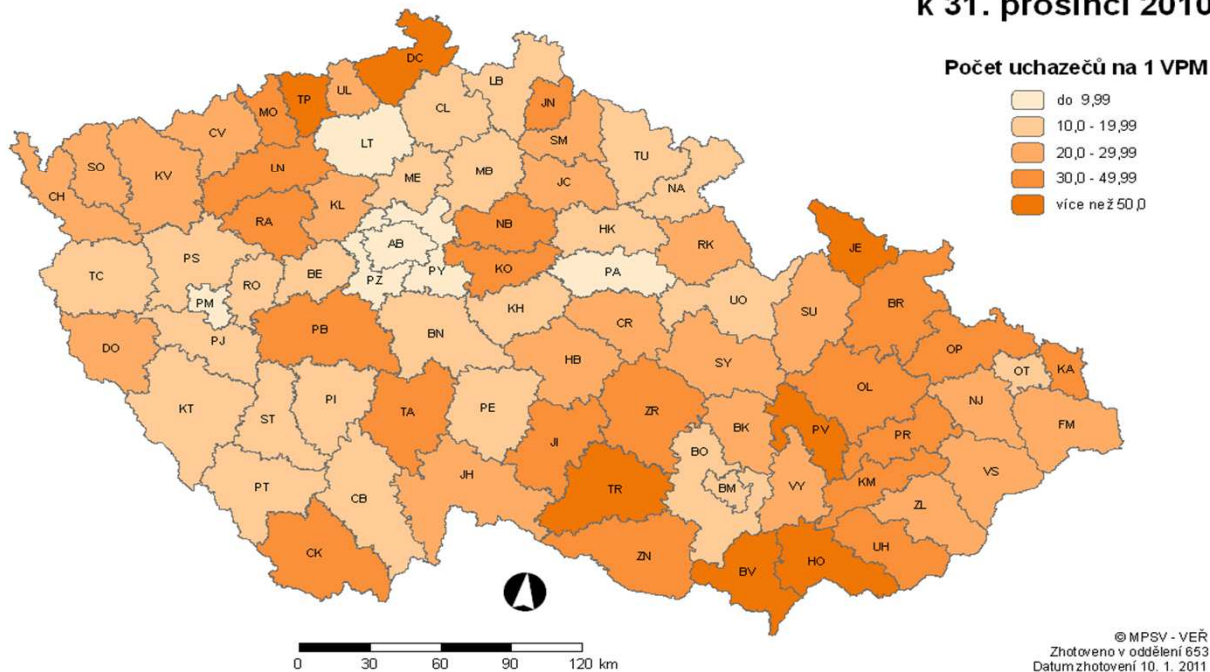 k 31. prosinci 2010
Počet uchazečů na 1 VPM
do 9,99
10,0 - 19,99
20,0 - 29,99
30,0 - 49,99
více než 50,0
DC
LB
TP
UL
MO
JN
CL
CV
SM
LT
TU
SO
LN
MB
KV
ME
JC
NA
CH
KL
RA
NB
HK
AB
RK
JE
PS
KO
TC
BE
PZ
PY
PA
RO
PM
UO
BR
KH
SU
PB
CR
BN
PJ
DO
OP
HB
SY
OT
KA
OL
NJ
PI
PE
KT
ST
TA
ZR
FM
BK
PV
PR
JI
BO
VS
JH
KM
PT
CB
TR
BM
VY
ZL
UH
CK
ZN
HO
BV
0 30 60 90 120 km
© MPSV - VEŘ
Zhotoveno v oddělení 653
Datum zhotovení 10. 1. 2011